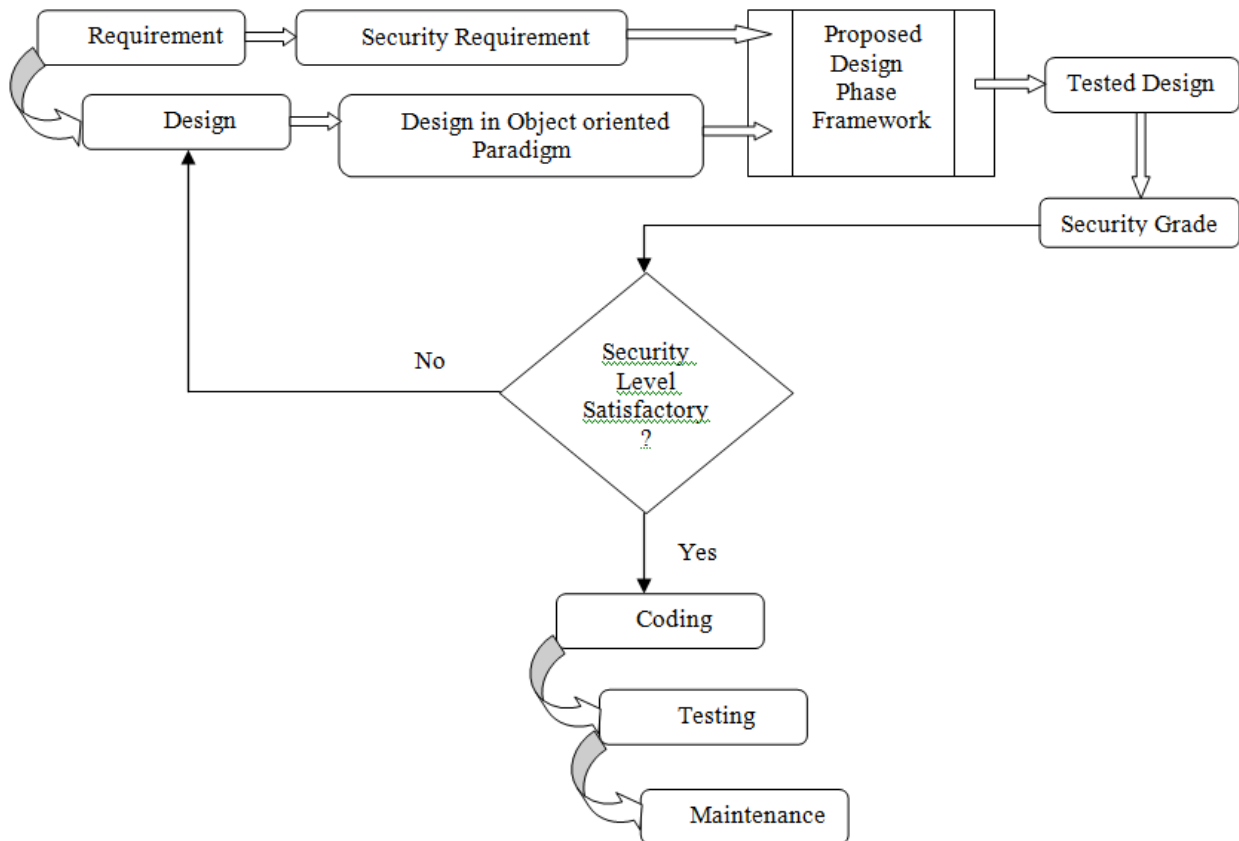 Requirement
Security Requirement
Proposed
Design
Phase
Framework
Tested Design
Design
Design in Object oriented
Paradigm
Security Grade
No
Security
Level
Satisfactory
?
Yes
Coding
Testing
Maintenance